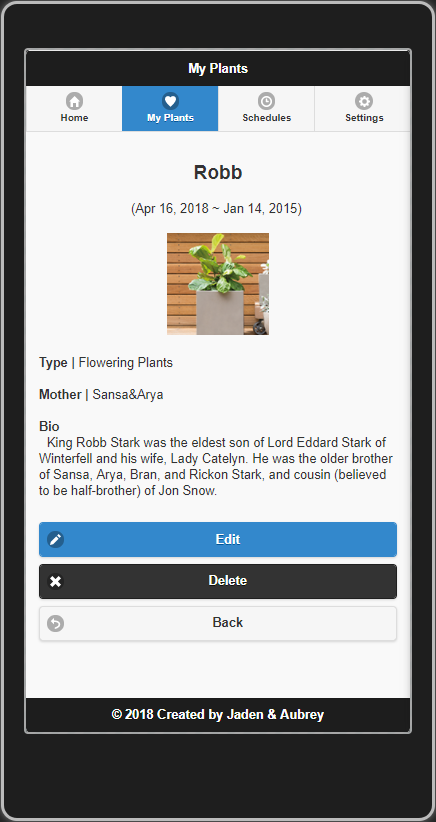 My Plants
Home
My Plants
Schedules
Settings
Robb
(Apr 16, 2018 ~ Jan 14, 2015)
Type | Flowering Plants
Mother | Sansa&Arya
Bio
King Robb Stark was the eldest son of Lord Eddard Stark of
Winterfell and his wife, Lady Catelyn. He was the older brother
of Sansa, Arya, Bran, and Rickon Stark, and cousin (believed
to be half-brother) of Jon Snow.
Edit
Delete
Back
© 2018 Created by Jaden & Aubrey